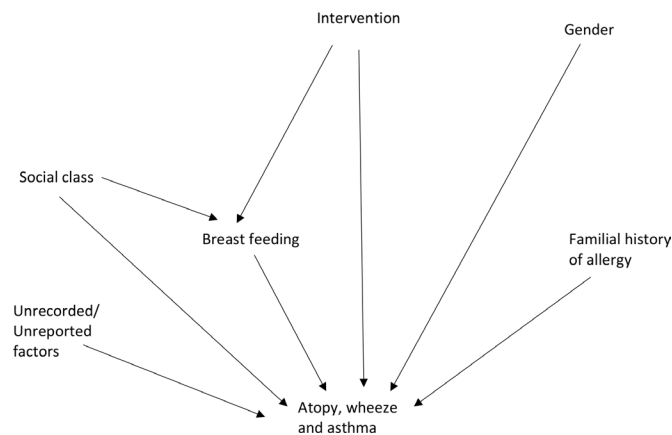 Intervention
Gender
Social class
Breast feeding
Familial history
of allergy
Unrecorded/
Unreported
factors
Atopy, wheeze
and asthma